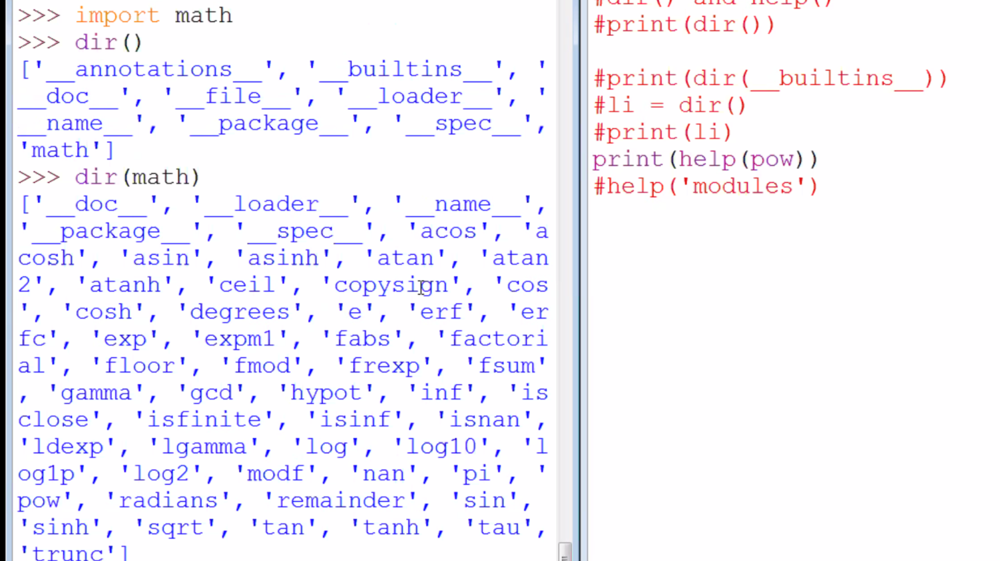 >>> import math
>>> dir()
['__annotations__', '__builtins__', '
__doc__', '__file__', '__loader__', '
__name__', '__package__', '__spec__',
'math']
>>> dir(math)
['__doc__', '__loader__', '__name__',
'__package__', '__spec__', 'acos', 'a
cosh', 'asin', 'asinh', 'atan', 'atan
2', 'atanh', 'ceil', 'copysign', 'cos
', 'cosh', 'degrees', 'e', 'erf', 'er
fc', 'exp', 'expm1', 'fabs', 'factori
al', 'floor', 'fmod', 'frexp', 'fsum'
, 'gamma', 'gcd', 'hypot', 'inf', 'is
close', 'isfinite', 'isinf', 'isnan',
'ldexp', 'lgamma', 'log', 'log10', 'l
og1p', 'log2', 'modf', 'nan', 'pi', '
pow', 'radians', 'remainder', 'sin',
'sinh', 'sqrt', 'tan', 'tanh', 'tau',
'trunc']
#dir() and help()
#print(dir())
#print(dir(__builtins__))
#li = dir()
#print(li)
print(help(pow))
#help('modules')